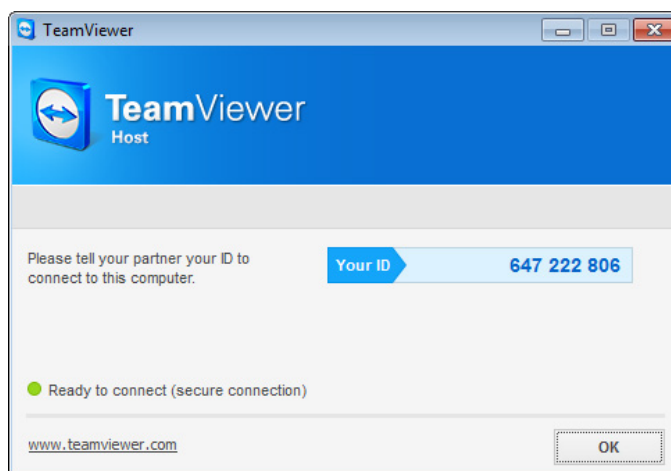 TeamViewer
TeamViewer
Host
Please tell your partner your ID to
connect to this computer.
Your ID
647 222 806
Ready to connect (secure connection)
www.teamviewer.com
OK